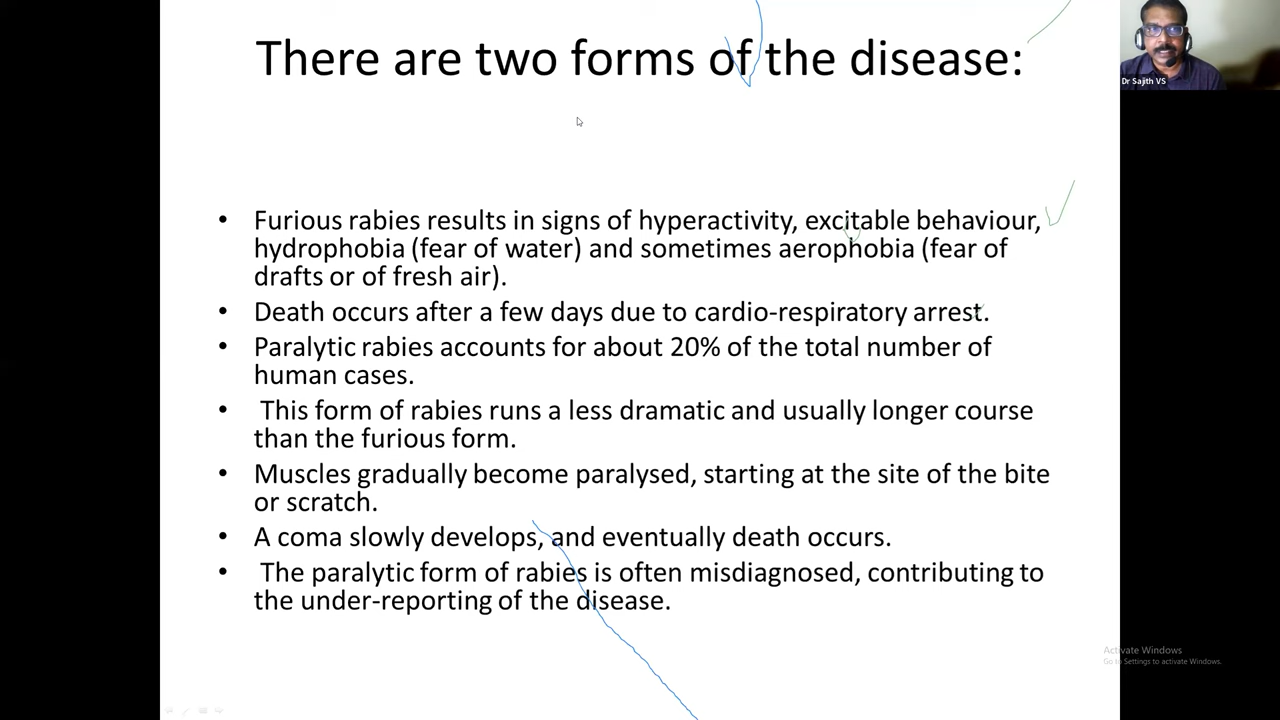 There are two forms of the disease:
Dr Sajith VS
• Furious rabies results in signs of hyperactivity, excitable behaviour,
hydrophobia (fear of water) and sometimes aerophobia (fear of
drafts or of fresh air).
• Death occurs after a few days due to cardio-respiratory arrest.
• Paralytic rabies accounts for about 20% of the total number of
human cases.
• This form of rabies runs a less dramatic and usually longer course
than the furious form.
• Muscles gradually become paralysed, starting at the site of the bite
or scratch.
• A coma slowly develops, and eventually death occurs.
• The paralytic form of rabies is often misdiagnosed, contributing to
the under-reporting of the disease.
Activate Windows
Go to Settings to activate Windows.